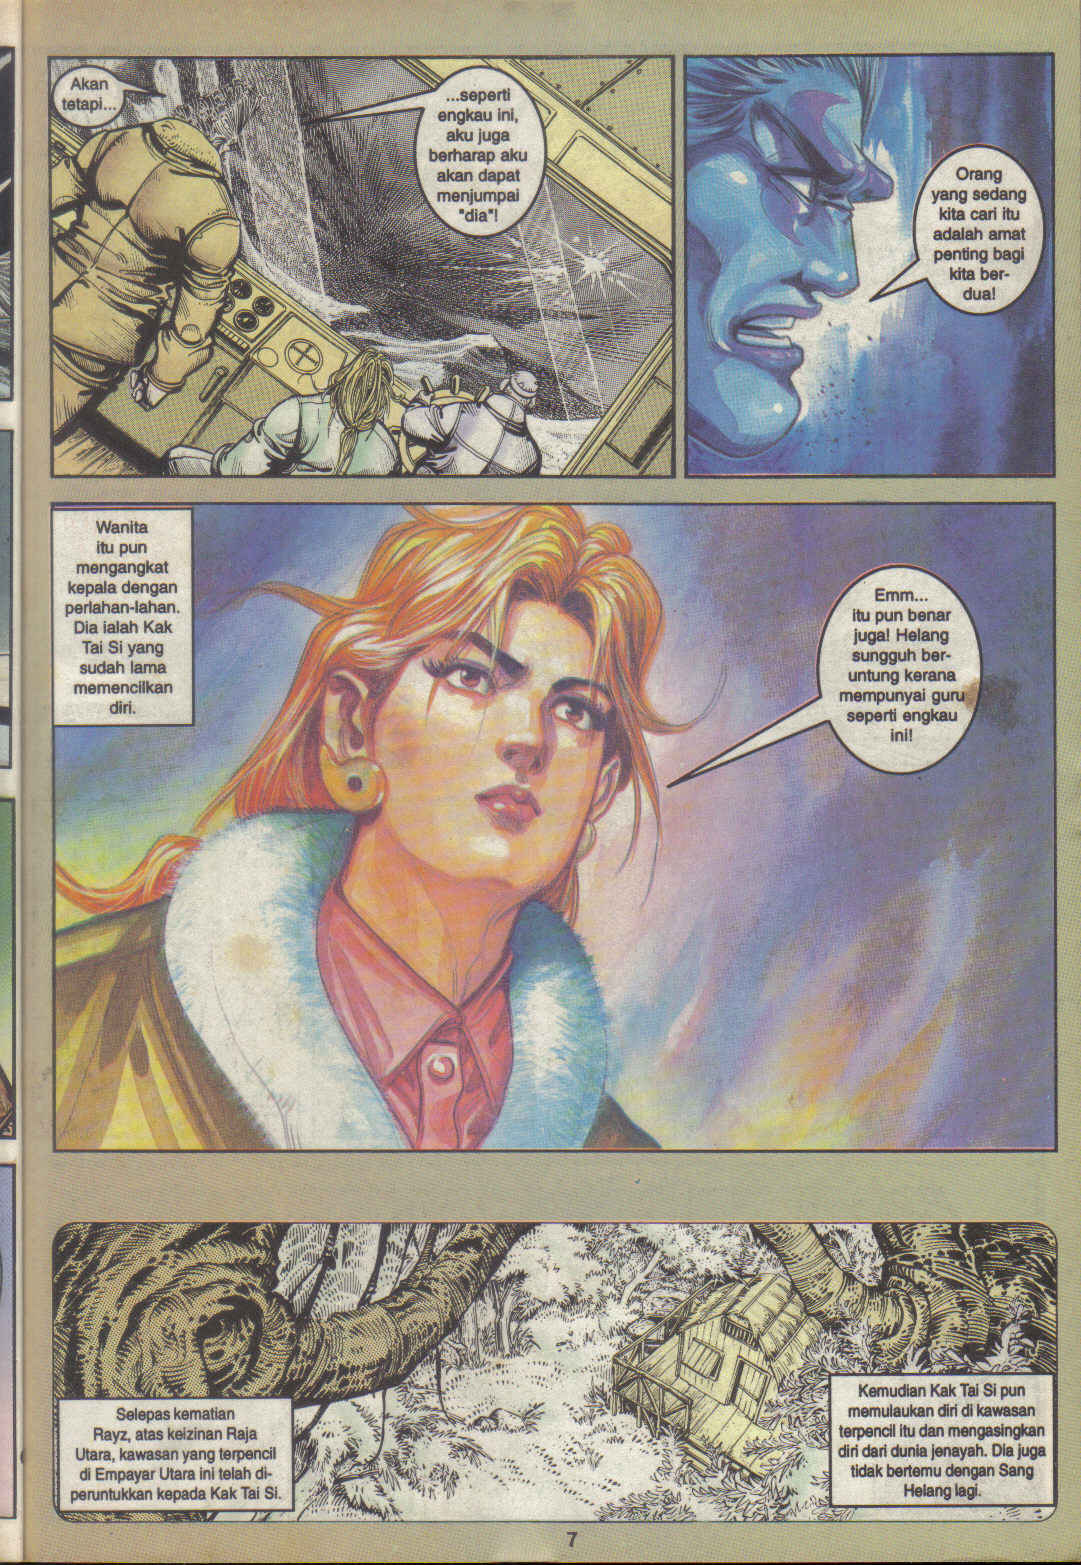 Akan
tetapi...
...seperti
engkau ini,
aku juga
berharap aku
akan dapat
menjumpai
"dia"!
Orang
yang sedang
kita cari itu
adalah amat
penting bagi
kita ber-
dua!
Wanita
itu pun
mengangkat
kepala dengan
perlahan-lahan.
Dia ialah Kak
Tai Si yang
sudah lama
memencilkan
diri.
Emm...
itu pun benar
juga! Helang
sungguh ber-
untung kerana
mempunyai guru
seperti engkau
ini!
Selepas kematian
Rayz, atas keizinan Raja
Utara, kawasan yang terpencil
di Empayar Utara ini telah di-
peruntukkan kepada Kak Tai Si.
Kemudian Kak Tai Si pun
memulaukan diri di kawasan
terpencil itu dan mengasingkan
diri dari dunia jenayah. Dia juga
tidak bertemu dengan Sang
Helang lagi.
7